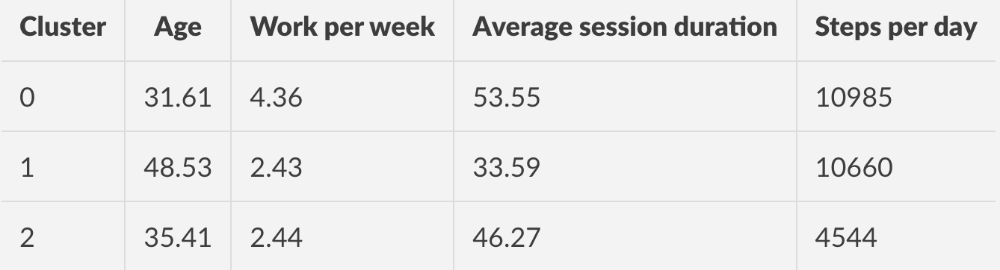 Cluster Age Work per week Average session duration Steps per day
0 31.61 4.36 53.55 10985
1 48.53 2.43 33.59 10660
2 35.41 2.44 46.27 4544